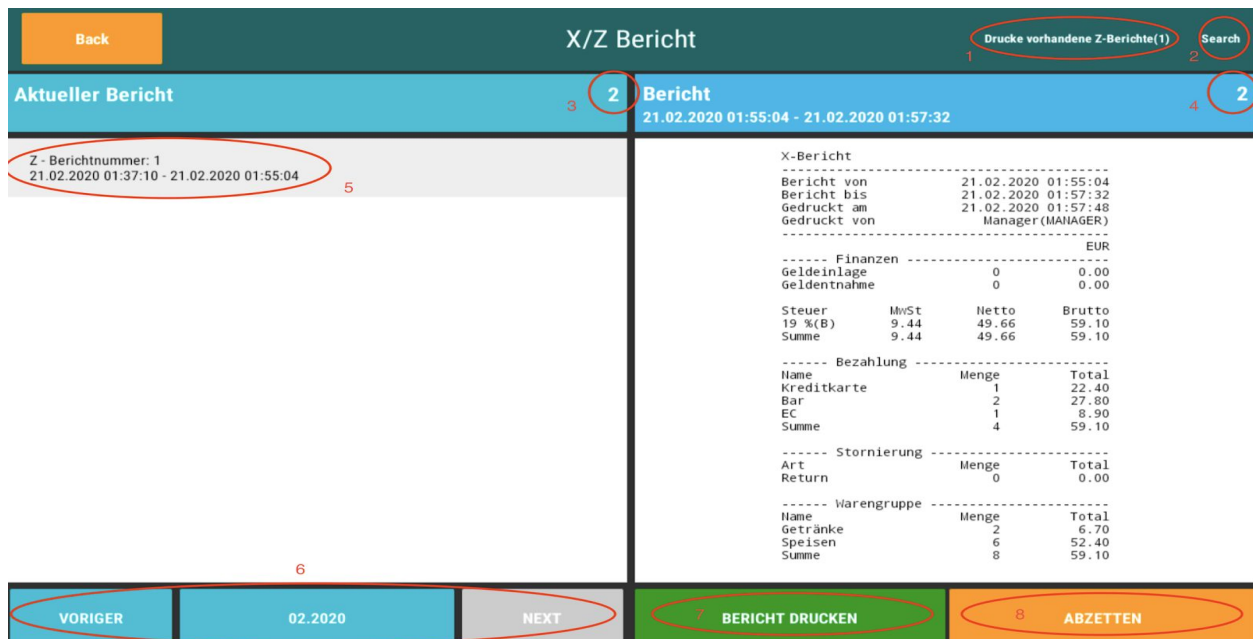 Back
X/Z Bericht
Drucke vorhandene Z-Berichte(1)
Search
1
2
Aktueller Bericht
3
2
Bericht
21.02.2020 01:55:04 - 21.02.2020 01:57:32
4
2
Z - Berichtnummer: 1
21.02.2020 01:37:10 - 21.02.2020 01:55:04
5
X-Bericht
----------------------------------------
Bericht von 21.02.2020 01:55:04
Bericht bis 21.02.2020 01:57:32
Gedruckt am 21.02.2020 01:57:48
Gedruckt von Manager(MANAGER)
----------------------------------------
EUR
------ Finanzen ------------------------
Geldeinlage 0 0.00
Geldentnahme 0 0.00
Steuer MwSt Netto Brutto
19 %(B) 9.44 49.66 59.10
Summe 9.44 49.66 59.10
------ Bezahlung -----------------------
Name Menge Total
Kreditkarte 1 22.40
Bar 2 27.80
EC 1 8.90
Summe 4 59.10
------ Stornierung ---------------------
Art Menge Total
Return 0 0.00
------ Warengruppe ---------------------
Name Menge Total
Getränke 2 6.70
Speisen 6 52.40
Summe 8 59.10
6
VORIGER
02.2020
NEXT
7
BERICHT DRUCKEN
8
ABZETTEN